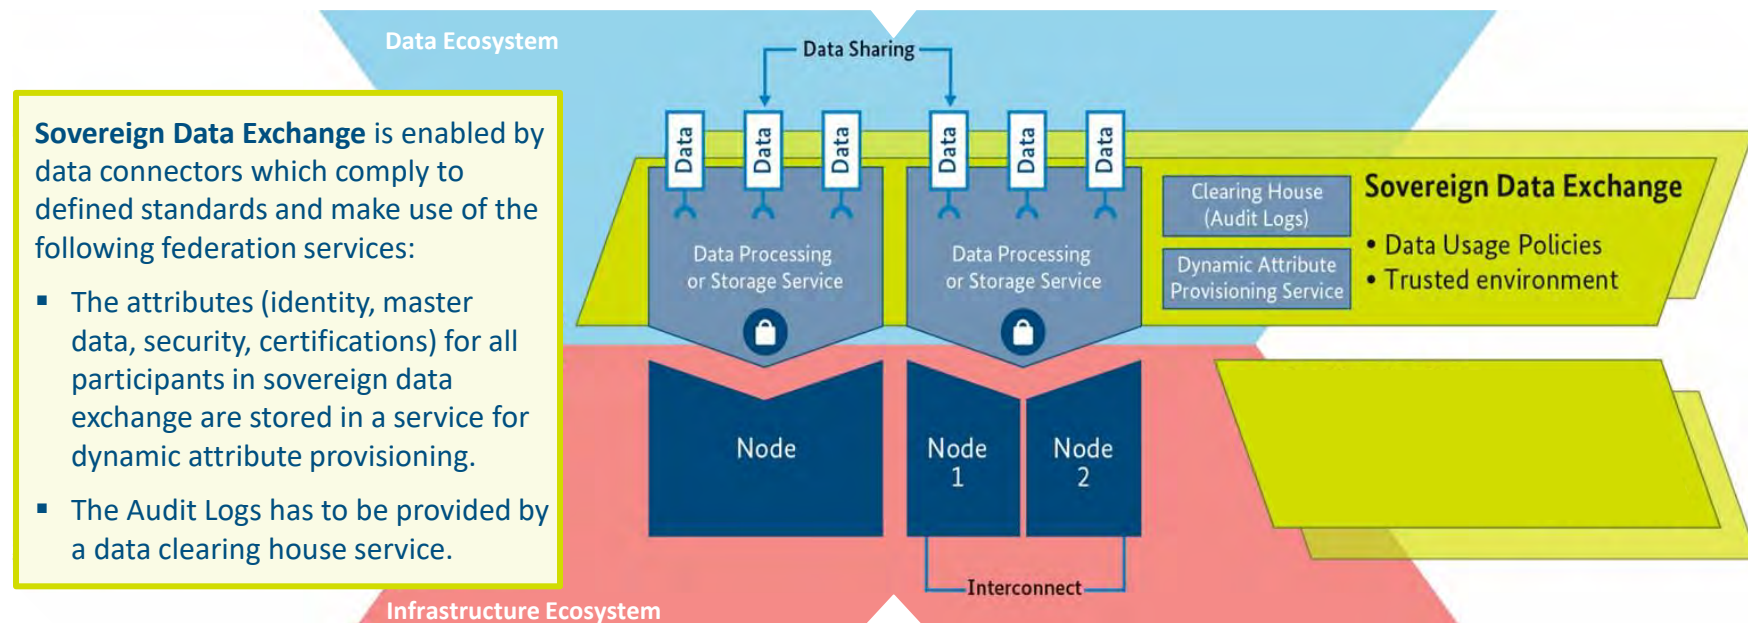 Data Ecosystem
Sovereign Data Exchange is enabled by
data connectors which comply to
defined standards and make use of the
following federation services:
▪ The attributes (identity, master
data, security, certifications) for all
participants in sovereign data
exchange are stored in a service for
dynamic attribute provisioning.
▪ The Audit Logs has to be provided by
a data clearing house service.
Data Sharing
Data
Data
Data
Data
Data
Data
Data Processing
or Storage Service
Data Processing
or Storage Service
Clearing House
(Audit Logs)
Dynamic Attribute
Provisioning Service
Sovereign Data Exchange
• Data Usage Policies
• Trusted environment
Node
Node
1
Node
2
Interconnect
Infrastructure Ecosystem